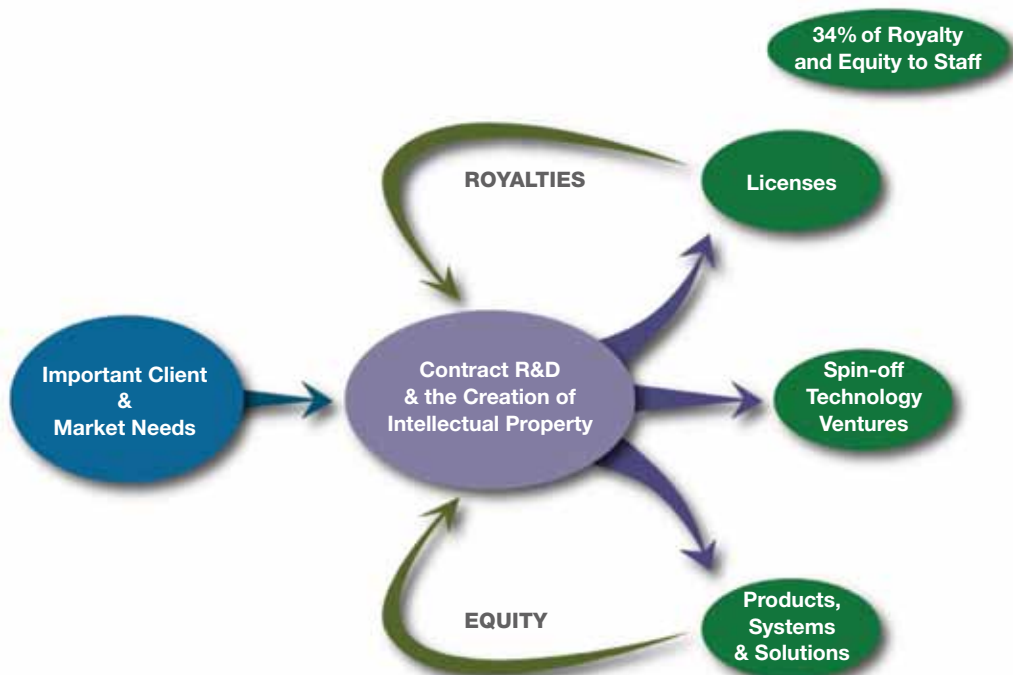 34% of Royalty
and Equity to Staff
ROYALTIES
Licenses
Important Client
&
Market Needs
Contract R&D
& the Creation of
Intellectual Property
Spin-off
Technology
Ventures
EQUITY
Products,
Systems
& Solutions